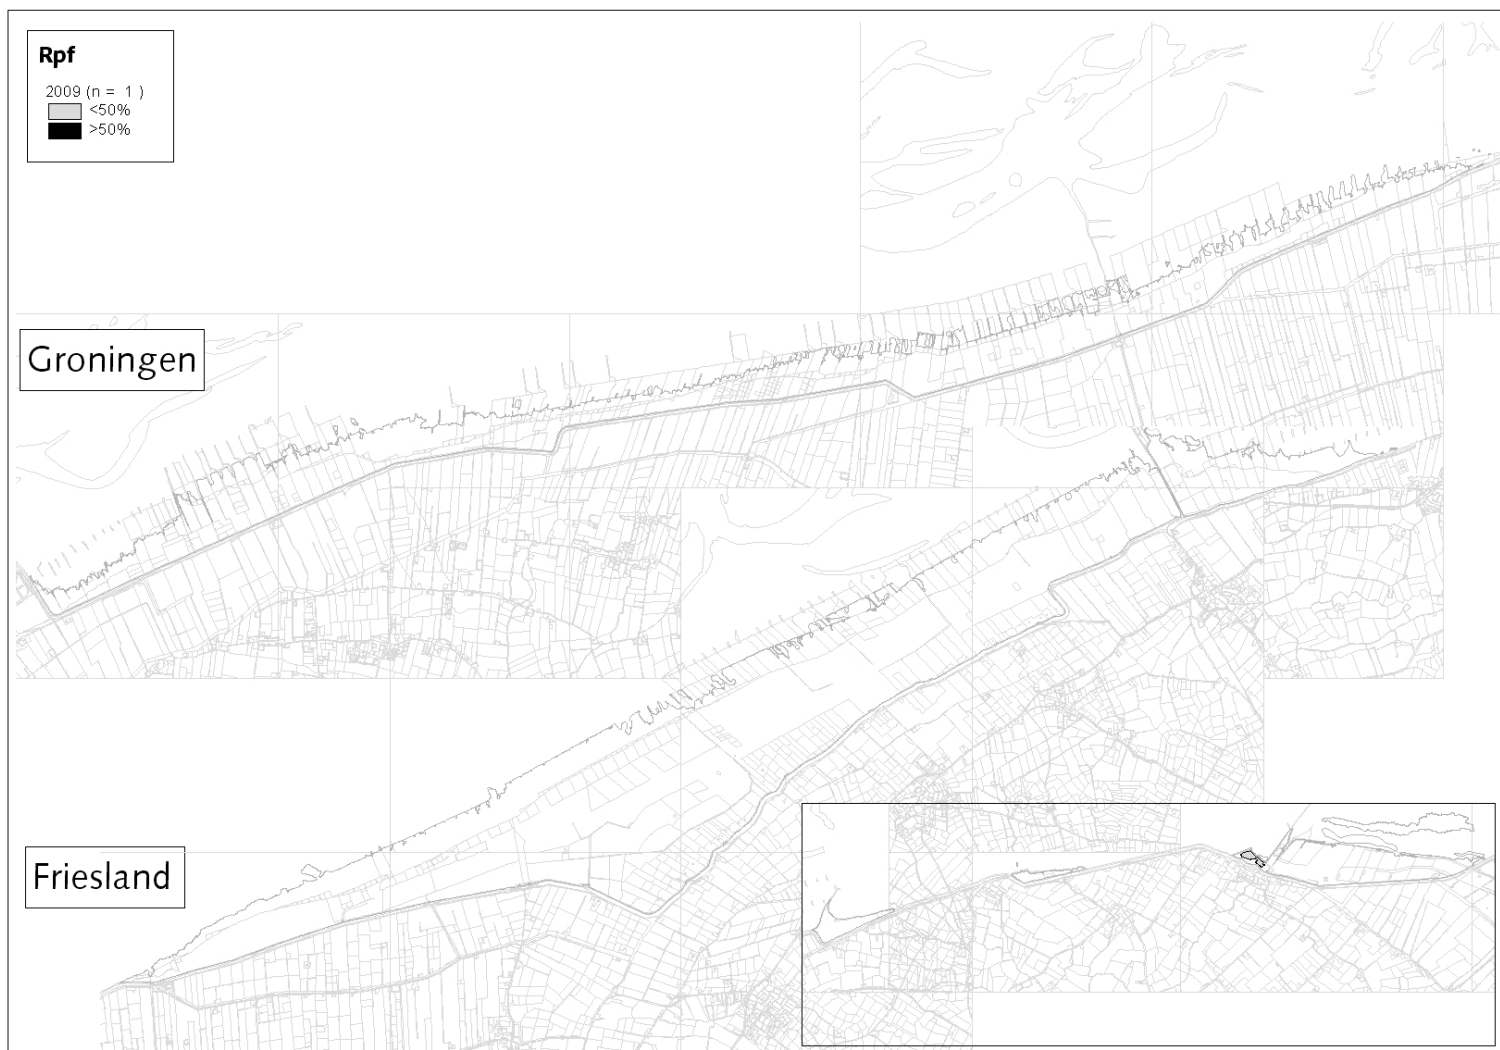 Rpf
2009 (n = 1 )
<50%
>50%
Groningen
Friesland